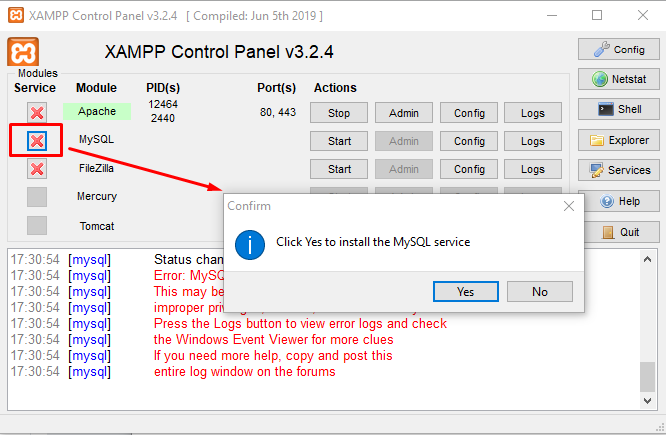 XAMPP Control Panel v3.2.4 [ Compiled: Jun 5th 2019 ]
XAMPP Control Panel v3.2.4
Config
Modules
Service Module PID(s) Port(s) Actions
Netstat
Apache 12464 2440 80, 443 Stop Admin Config Logs
Shell
MySQL Start Admin Config Logs
Explorer
FileZilla Start Admin Config Logs
Services
Mercury
Help
Tomcat
Quit
Confirm
Click Yes to install the MySQL service
Yes No
17:30:54 [mysql] Status chan
17:30:54 [mysql] Error: MySQ
17:30:54 [mysql] This may be
17:30:54 [mysql] improper
17:30:54 [mysql] Press the Logs button to view error logs and check
17:30:54 [mysql] the Windows Event Viewer for more clues
17:30:54 [mysql] If you need more help, copy and post this
17:30:54 [mysql] entire log window on the forums